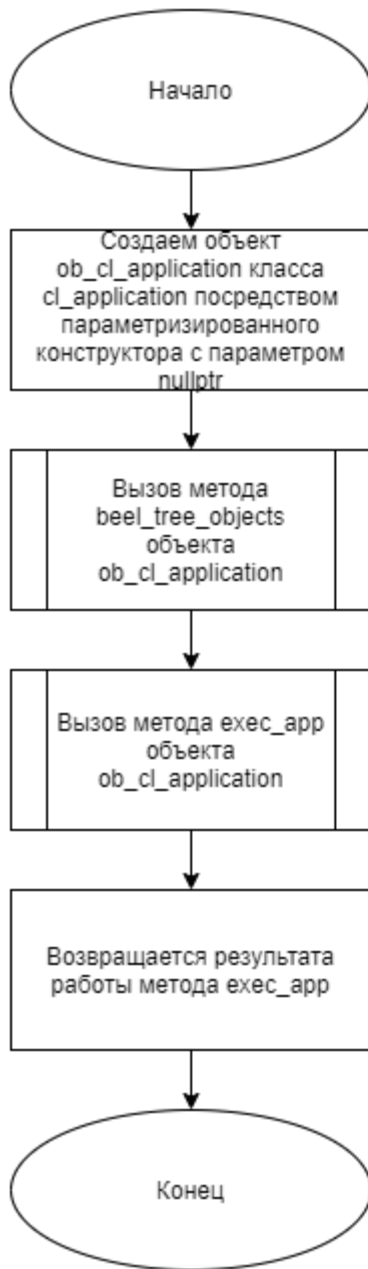 Начало
Создаем объект
ob_cl_application класса
cl_application посредством
параметризированного
конструктора с параметром
nullptr
Вызов метода
beel_tree_objects
объекта
ob_cl_application
Вызов метода exec_app
объекта
ob_cl_application
Возвращается результата
работы метода exec_app
Конец